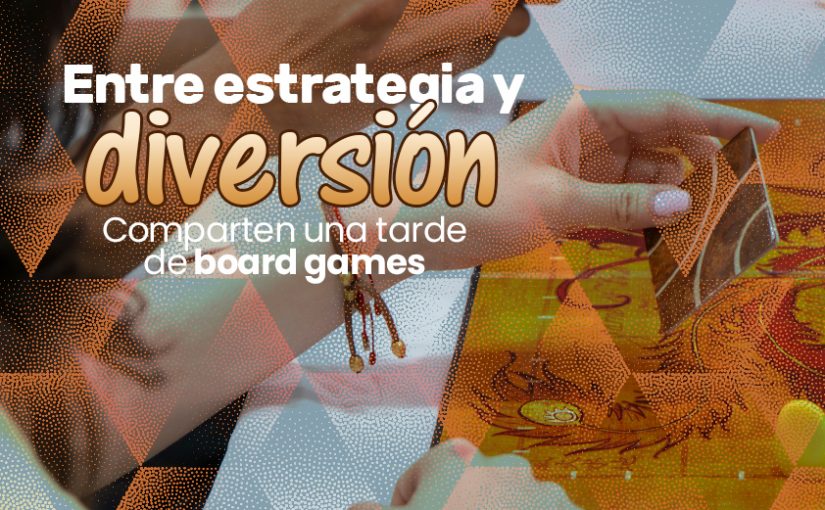 Entre estrategia y
diversión
Comparten una tarde
de board games